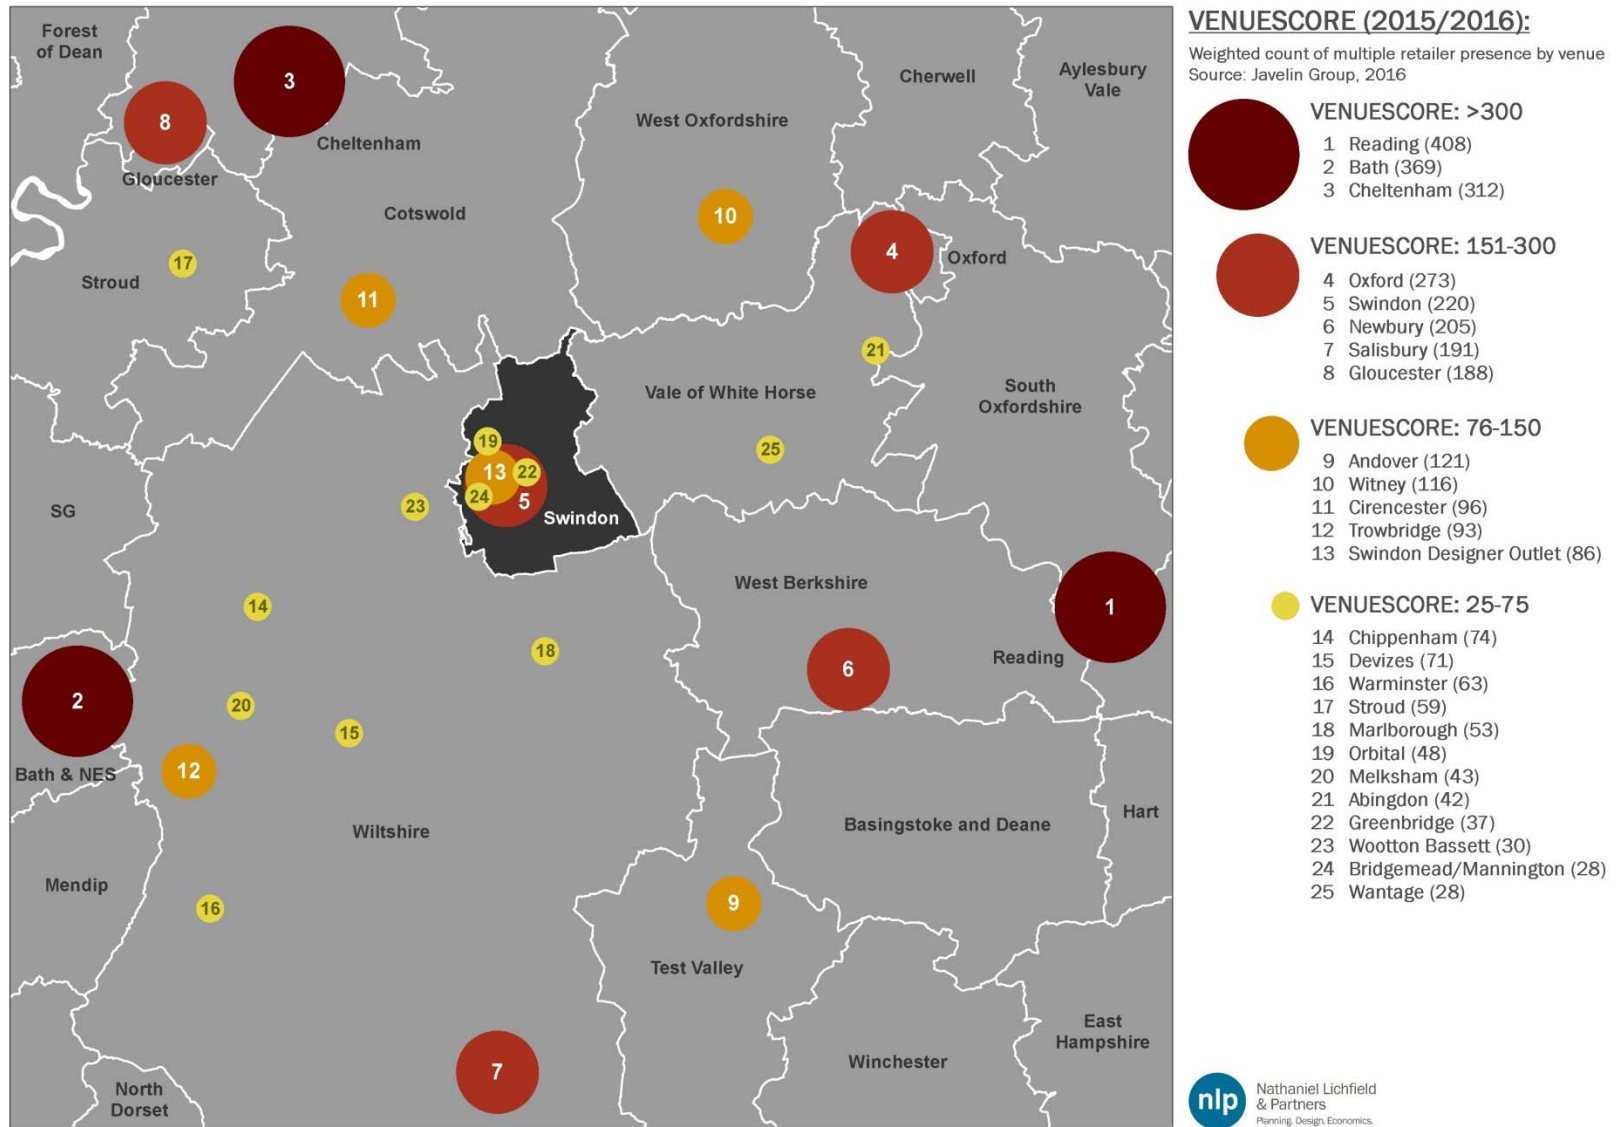 Forest
of Dean
3
8
Cheltenham
Gloucester
Cotswold
West Oxfordshire
Cherwell
Aylesbury
Vale
10
4
Oxford
17
Stroud
11
21
Vale of White Horse
South
Oxfordshire
25
19
13
22
24
5
Swindon
23
SG
West Berkshire
1
Reading
6
14
18
2
20
15
Bath & NES
12
Wiltshire
Basingstoke and Deane
Hart
Mendip
16
9
Test Valley
7
Winchester
East
Hampshire
North
Dorset
VENUESCORE (2015/2016):
Weighted count of multiple retailer presence by venue
Source: Javelin Group, 2016
VENUESCORE: >300
1 Reading (408)
2 Bath (369)
3 Cheltenham (312)
VENUESCORE: 151-300
4 Oxford (273)
5 Swindon (220)
6 Newbury (205)
7 Salisbury (191)
8 Gloucester (188)
VENUESCORE: 76-150
9 Andover (121)
10 Witney (116)
11 Cirencester (96)
12 Trowbridge (93)
13 Swindon Designer Outlet (86)
VENUESCORE: 25-75
14 Chippenham (74)
15 Devizes (71)
16 Warminster (63)
17 Stroud (59)
18 Marlborough (53)
19 Orbital (48)
20 Melksham (43)
21 Abingdon (42)
22 Greenbridge (37)
23 Wootton Bassett (30)
24 Bridgemead/Mannington (28)
25 Wantage (28)
nlp
Nathaniel Lichfield
& Partners
Planning. Design. Economics.